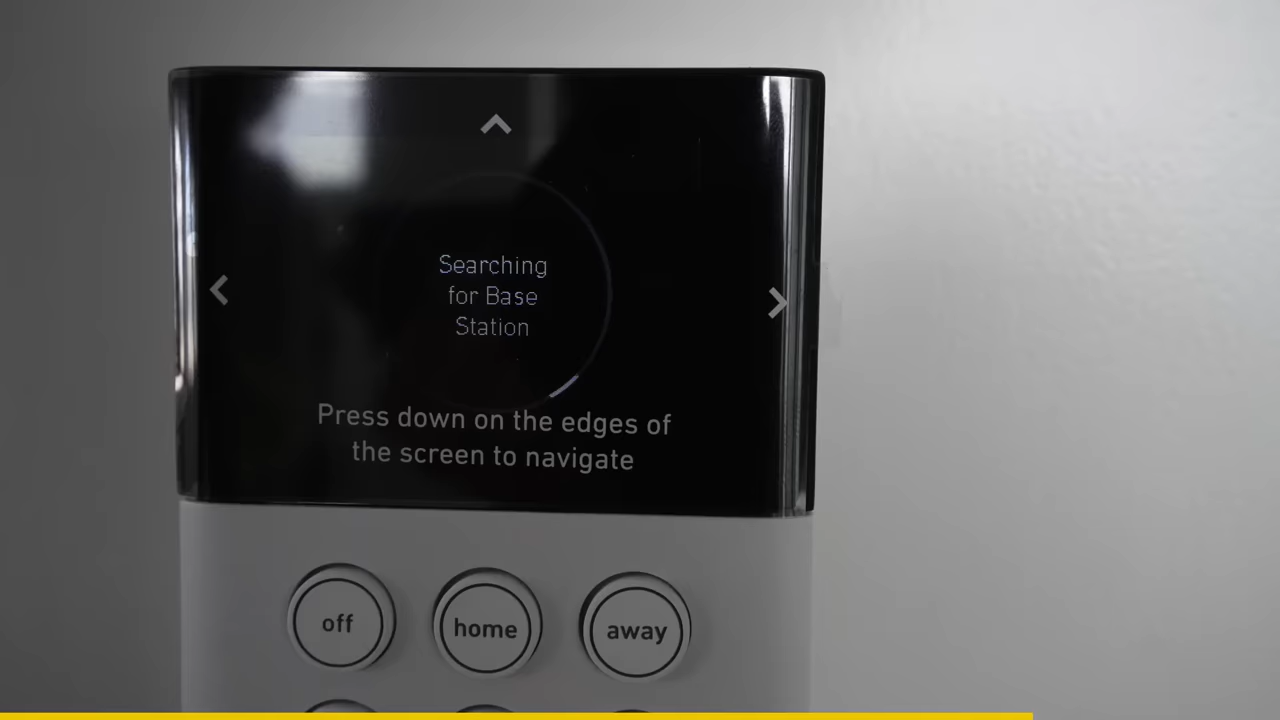 Searching
for Base
Station
Press down on the edges of
the screen to navigate
off
home
away